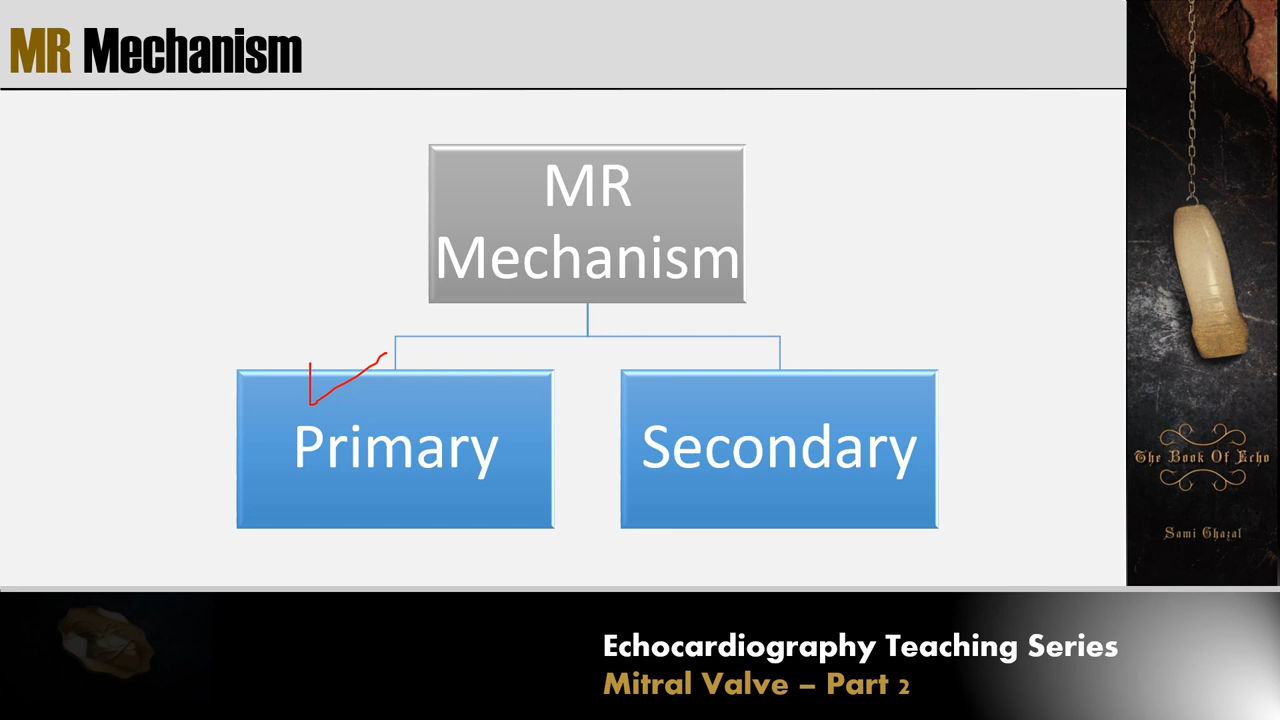 MR Mechanism
MR
Mechanism
Primary
Secondary
The Book Of Echo
Sami Ghazal
Echocardiography Teaching Series
Mitral Valve – Part 2